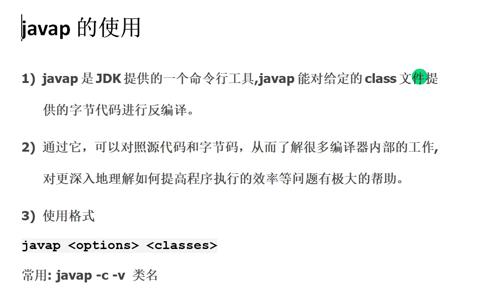 javap 的使用
1) javap 是 JDK 提供的一个命令行工具,javap 能对给定的 class 文件提
供的字节代码进行反编译。
2) 通过它，可以对照源代码和字节码，从而了解很多编译器内部的工作,
对更深入地理解如何提高程序执行的效率等问题有极大的帮助。
3) 使用格式
javap <options> <classes>
常用: javap -c -v 类名